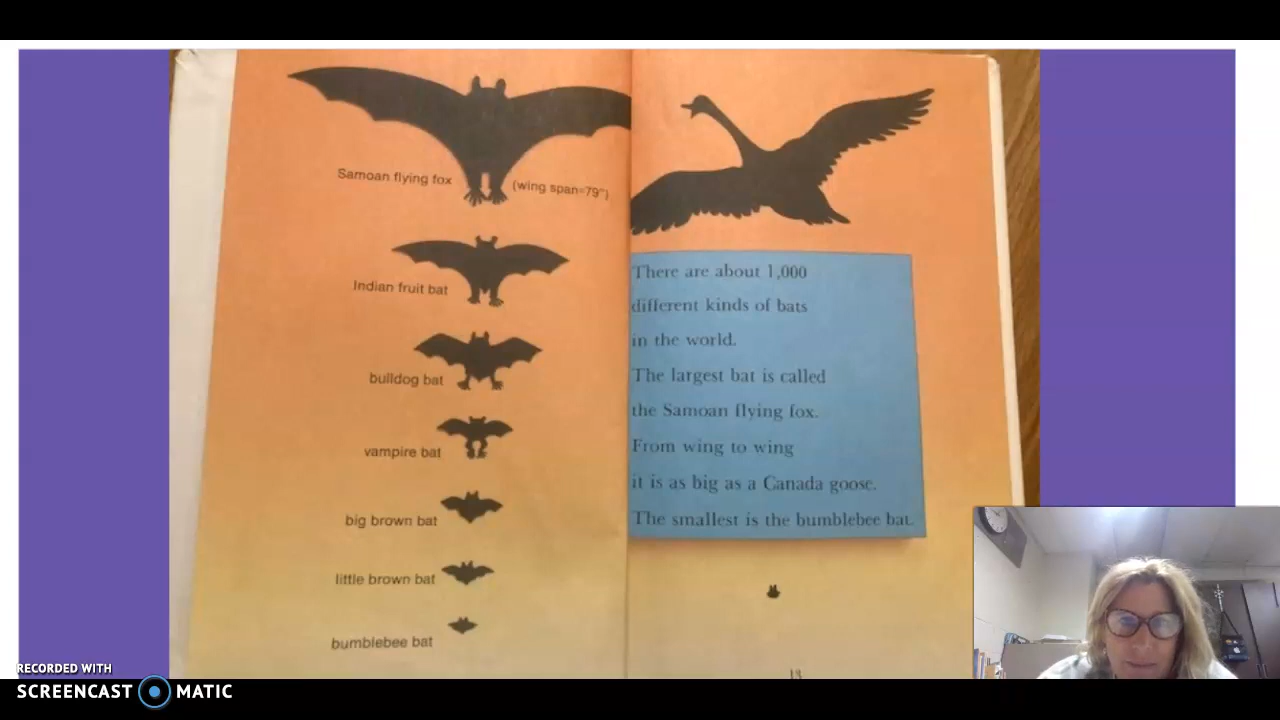 Samoan flying fox
(wing span=79")
Indian fruit bat
bulldog bat
vampire bat
big brown bat
little brown bat
bumblebee bat
There are about 1,000
different kinds of bats
in the world.
The largest bat is called
the Samoan flying fox.
From wing to wing
it is as big as a Canada goose.
The smallest is the bumblebee bat.
13
RECORDED WITH
SCREENCAST MATIC